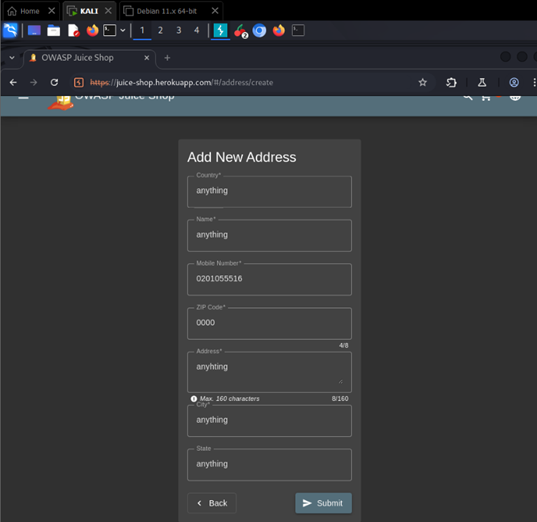 Home KALI Debian 11.x 64-bit
1 2 3 4
OWASP Juice Shop
https://juice-shop.herokuapp.com/#/address/create
OWASP Juice Shop
Add New Address
Country*
anything
Name*
anything
Mobile Number*
0201055516
ZIP Code*
0000
4/8
Address*
anyhting
Max. 160 characters 8/160
City*
anything
State
anything
Back Submit